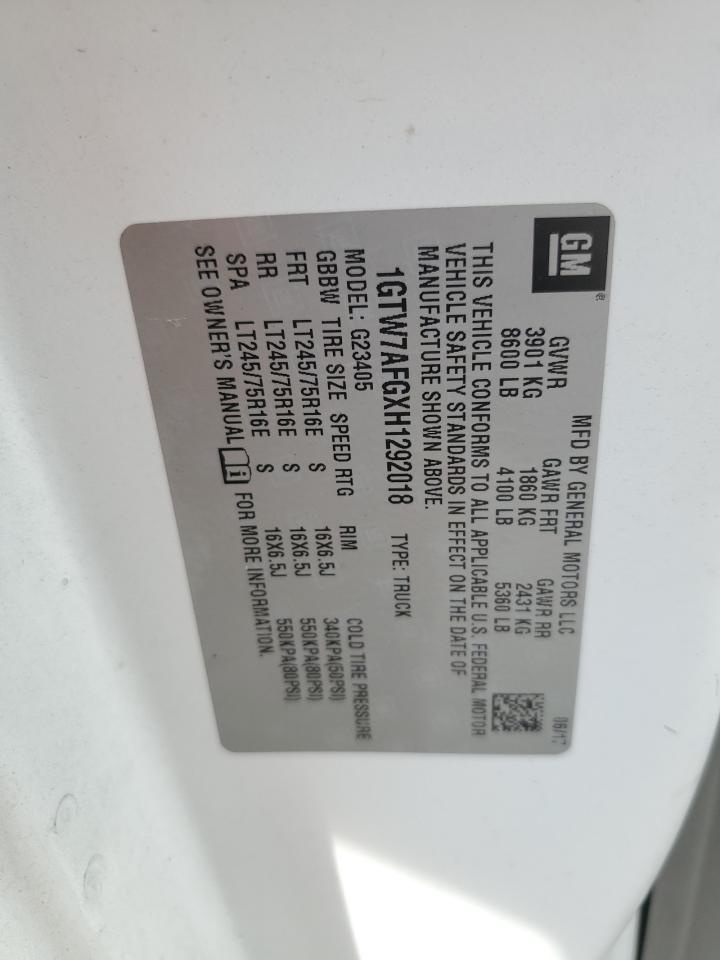 GM
®
MFD BY GENERAL MOTORS LLC
06/17
GVWR GAWR FRT GAWR RR
3901 KG 1860 KG 2431 KG
8600 LB 4100 LB 5360 LB
THIS VEHICLE CONFORMS TO ALL APPLICABLE U.S. FEDERAL MOTOR
VEHICLE SAFETY STANDARDS IN EFFECT ON THE DATE OF
MANUFACTURE SHOWN ABOVE.
1GTW7AFGXH1292018 TYPE: TRUCK
MODEL: G23405
GBBW TIRE SIZE SPEED RTG RIM COLD TIRE PRESSURE
FRT LT245/75R16E S 16X6.5J 340KPA(50PSI)
RR LT245/75R16E S 16X6.5J 550KPA(80PSI)
SPA LT245/75R16E S 16X6.5J 550KPA(80PSI)
SEE OWNER'S MANUAL FOR MORE INFORMATION.